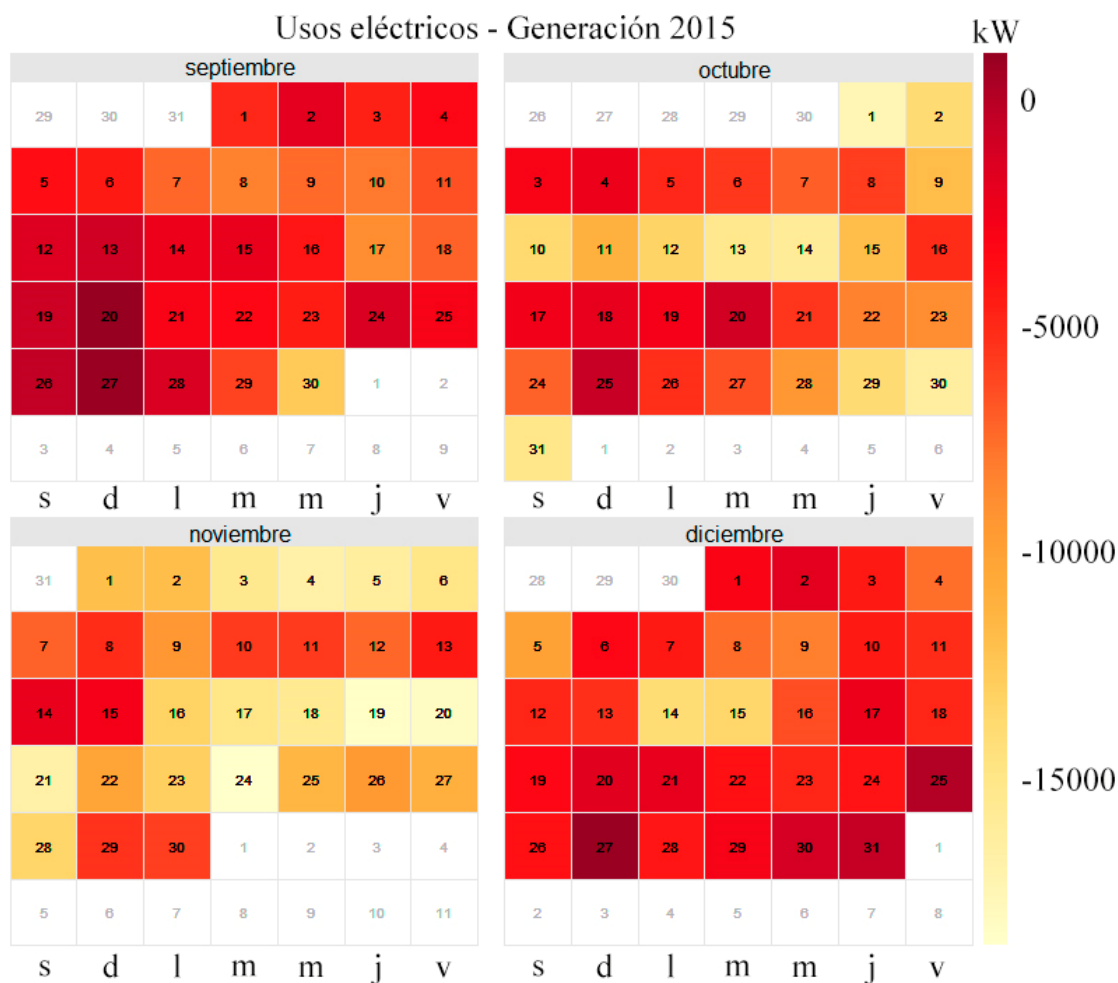 Usos eléctricos - Generación 2015
kW
septiembre
29 30 31 1 2 3 4
5 6 7 8 9 10 11
12 13 14 15 16 17 18
19 20 21 22 23 24 25
26 27 28 29 30 1 2
3 4 5 6 7 8 9
s d l m m j v
octubre
26 27 28 29 30 1 2
3 4 5 6 7 8 9
10 11 12 13 14 15 16
17 18 19 20 21 22 23
24 25 26 27 28 29 30
31 1 2 3 4 5 6
s d l m m j v
noviembre
31 1 2 3 4 5 6
7 8 9 10 11 12 13
14 15 16 17 18 19 20
21 22 23 24 25 26 27
28 29 30 1 2 3 4
5 6 7 8 9 10 11
s d l m m j v
diciembre
28 29 30 1 2 3 4
5 6 7 8 9 10 11
12 13 14 15 16 17 18
19 20 21 22 23 24 25
26 27 28 29 30 31 1
2 3 4 5 6 7 8
s d l m m j v
0
-5000
-10000
-15000